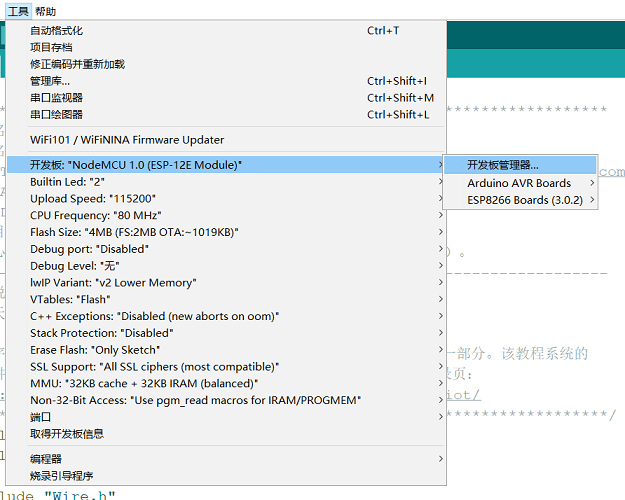 工具 帮助
自动格式化 Ctrl+T
项目存档
修正编码并重新加载
管理库... Ctrl+Shift+I
串口监视器 Ctrl+Shift+M
串口绘图器 Ctrl+Shift+L
WiFi101 / WiFiNINA Firmware Updater
开发板: "NodeMCU 1.0 (ESP-12E Module)"
开发板管理器...
Builtin Led: "2"
Arduino AVR Boards
Upload Speed: "115200"
ESP8266 Boards (3.0.2)
CPU Frequency: "80 MHz"
Flash Size: "4MB (FS:2MB OTA:~1019KB)"
Debug port: "Disabled"
Debug Level: "无"
lwIP Variant: "v2 Lower Memory"
VTables: "Flash"
C++ Exceptions: "Disabled (new aborts on oom)"
Stack Protection: "Disabled"
Erase Flash: "Only Sketch"
SSL Support: "All SSL ciphers (most compatible)"
MMU: "32KB cache + 32KB IRAM (balanced)"
Non-32-Bit Access: "Use pgm_read macros for IRAM/PROGMEM"
端口
取得开发板信息
编程器
烧录引导程序
com
) 。
一部分。该教程系统的
页:
iot/
*********************/
lude "Wire.h"